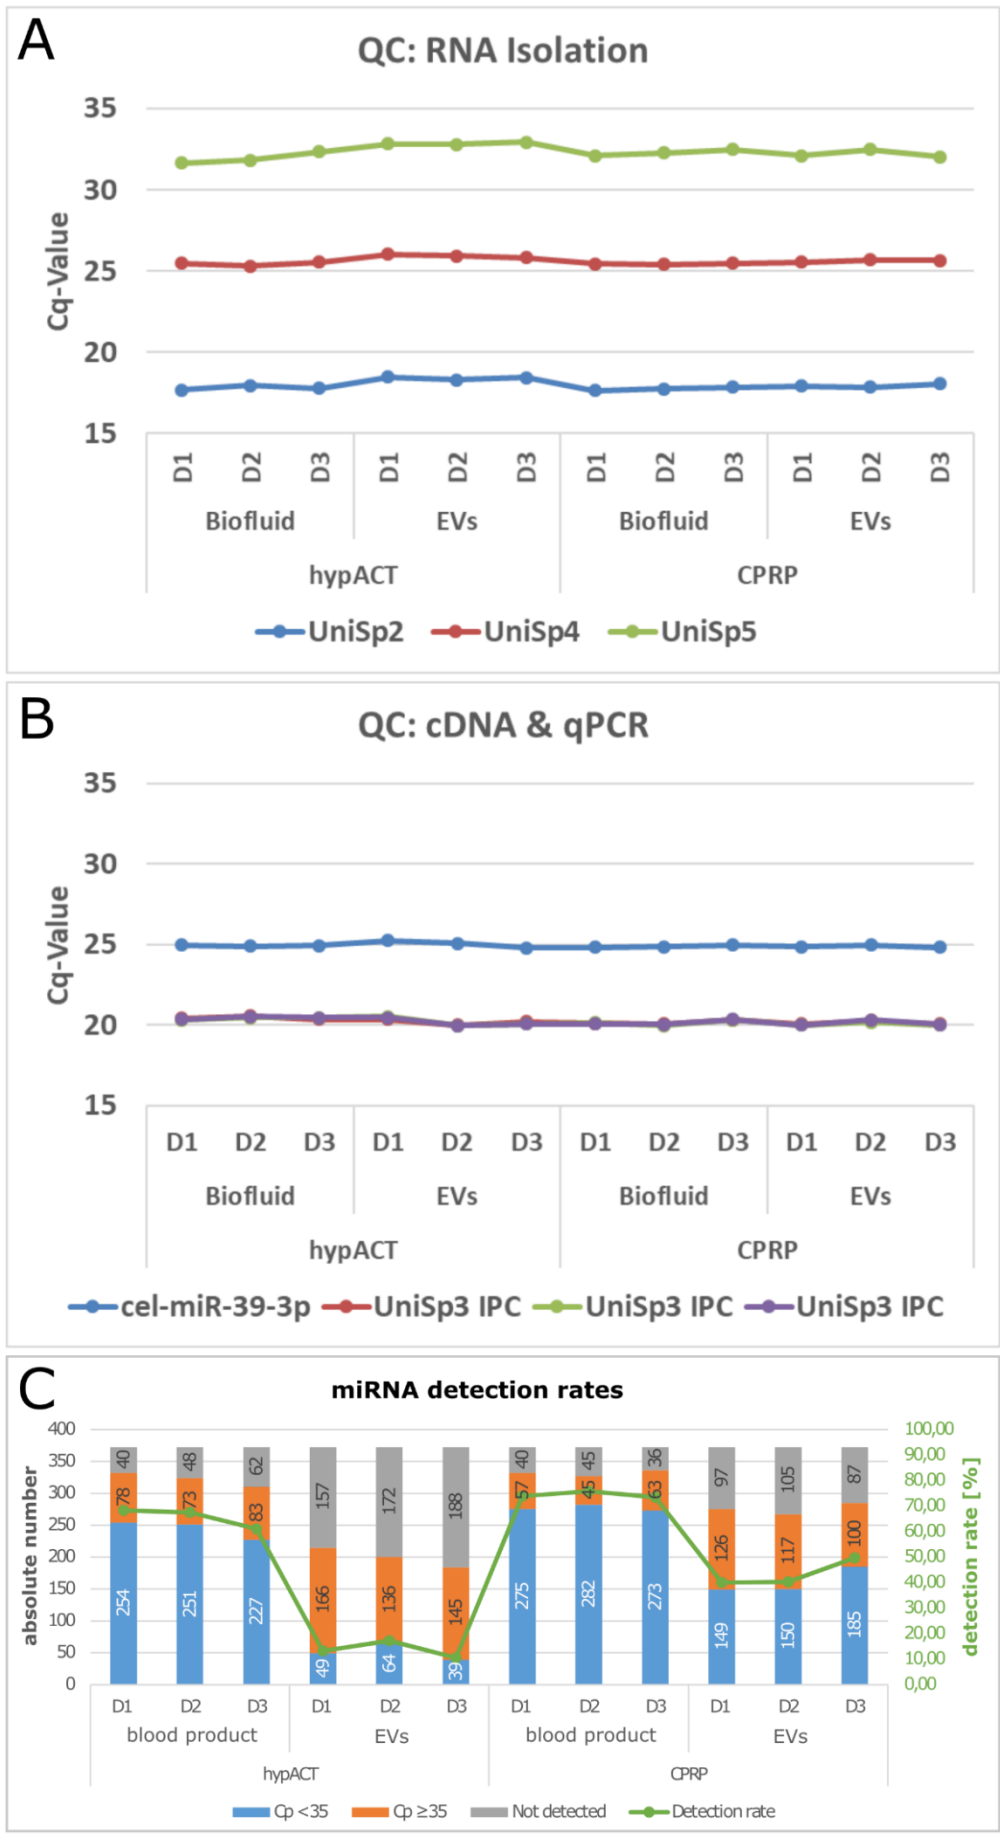 A
QC: RNA Isolation
35
30
25
20
15
Cq-Value
D1 D2 D3 D1 D2 D3 D1 D2 D3 D1 D2 D3
Biofluid EVs Biofluid EVs
hypACT CPRP
UniSp2 UniSp4 UniSp5
B
QC: cDNA & qPCR
35
30
25
20
15
Cq-Value
D1 D2 D3 D1 D2 D3 D1 D2 D3 D1 D2 D3
Biofluid EVs Biofluid EVs
hypACT CPRP
cel-miR-39-3p UniSp3 IPC UniSp3 IPC UniSp3 IPC
C
miRNA detection rates
absolute number
400
350
300
250
200
150
100
50
0
40 48 62 157 172 188 40 45 36 97 105 87
78 73 83 166 136 145 57 45 63 126 117 100
254 251 227 49 64 39 275 282 273 149 150 185
100,00
90,00
80,00
70,00
60,00
50,00
40,00
30,00
20,00
10,00
0,00
detection rate [%]
D1 D2 D3 D1 D2 D3 D1 D2 D3 D1 D2 D3
blood product EVs blood product EVs
hypACT CPRP
Cp <35 Cp ≥35 Not detected Detection rate